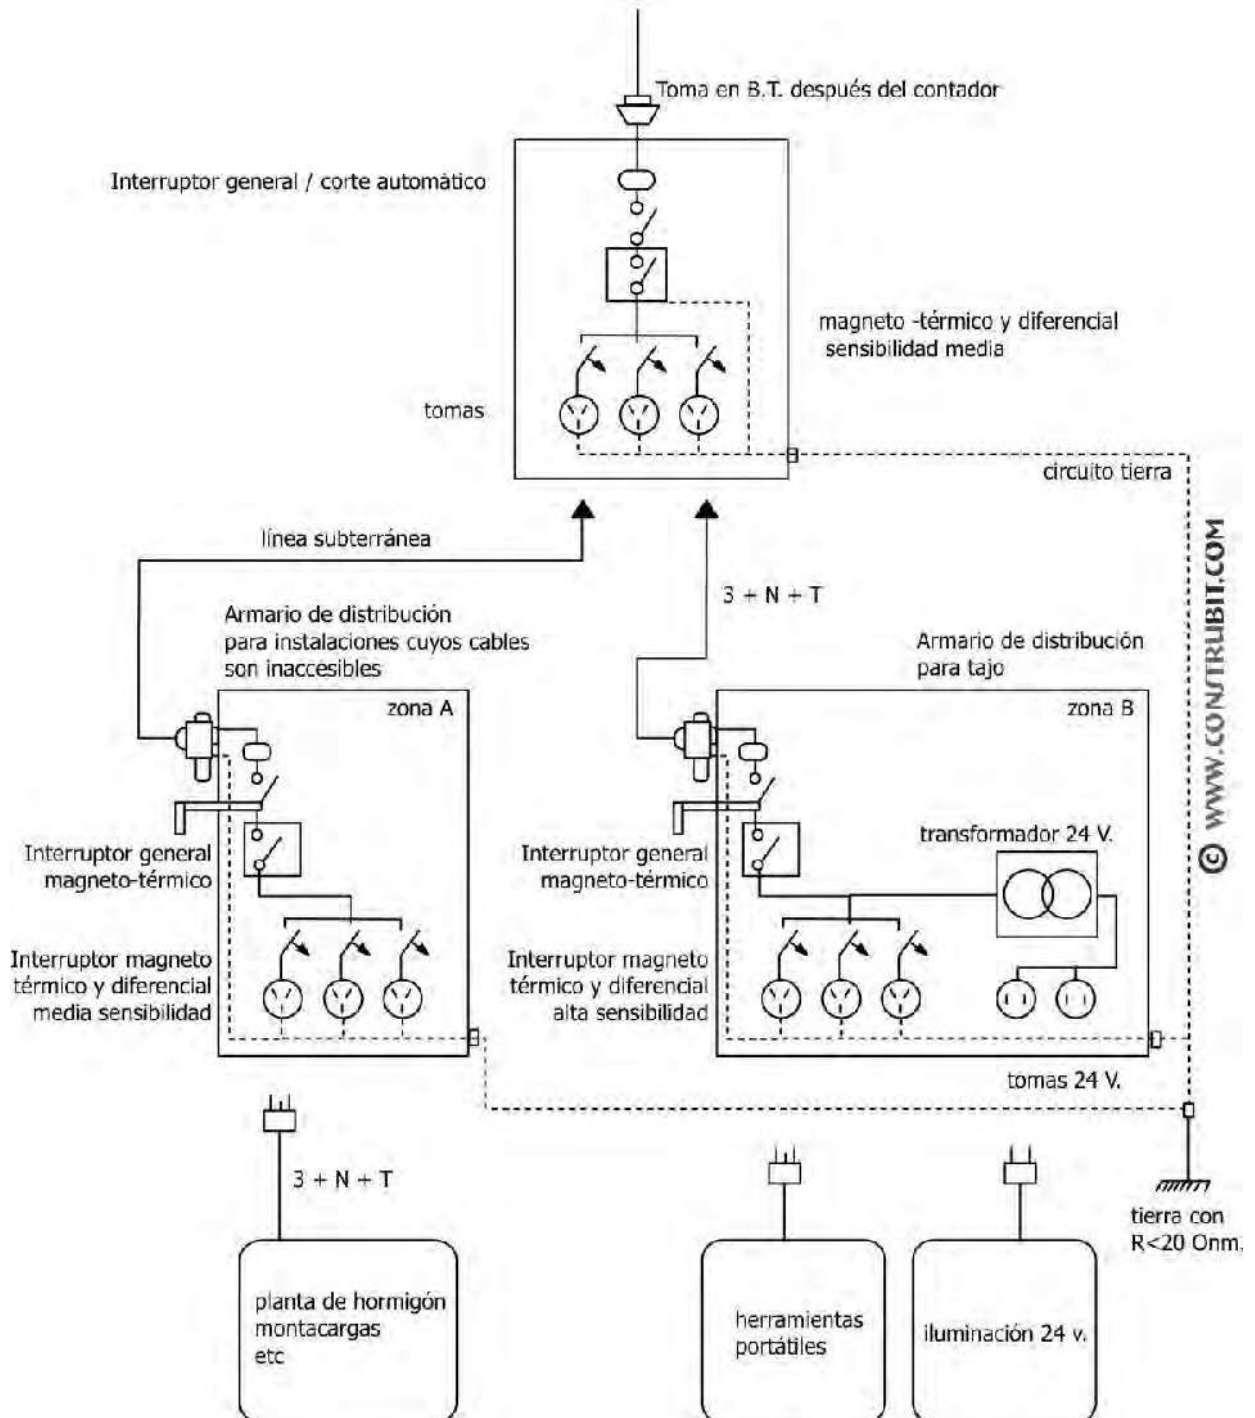 Toma en B.T. después del contador
Interruptor general / corte automático
magneto -térmico y diferencial
sensibilidad media
tomas
circuito tierra
línea subterránea
3 + N + T
Armario de distribución
para instalaciones cuyos cables
son inaccesibles
Armario de distribución
para tajo
zona A
zona B
transformador 24 V.
Interruptor general
magneto-térmico
Interruptor general
magneto-térmico
Interruptor magneto
térmico y diferencial
media sensibilidad
Interruptor magneto
térmico y diferencial
alta sensibilidad
tomas 24 V.
3 + N + T
tierra con
R<20 Onm.
planta de hormigón
montacargas
etc
herramientas
portátiles
iluminación 24 v.
© WWW.CONSTRUBIT.COM